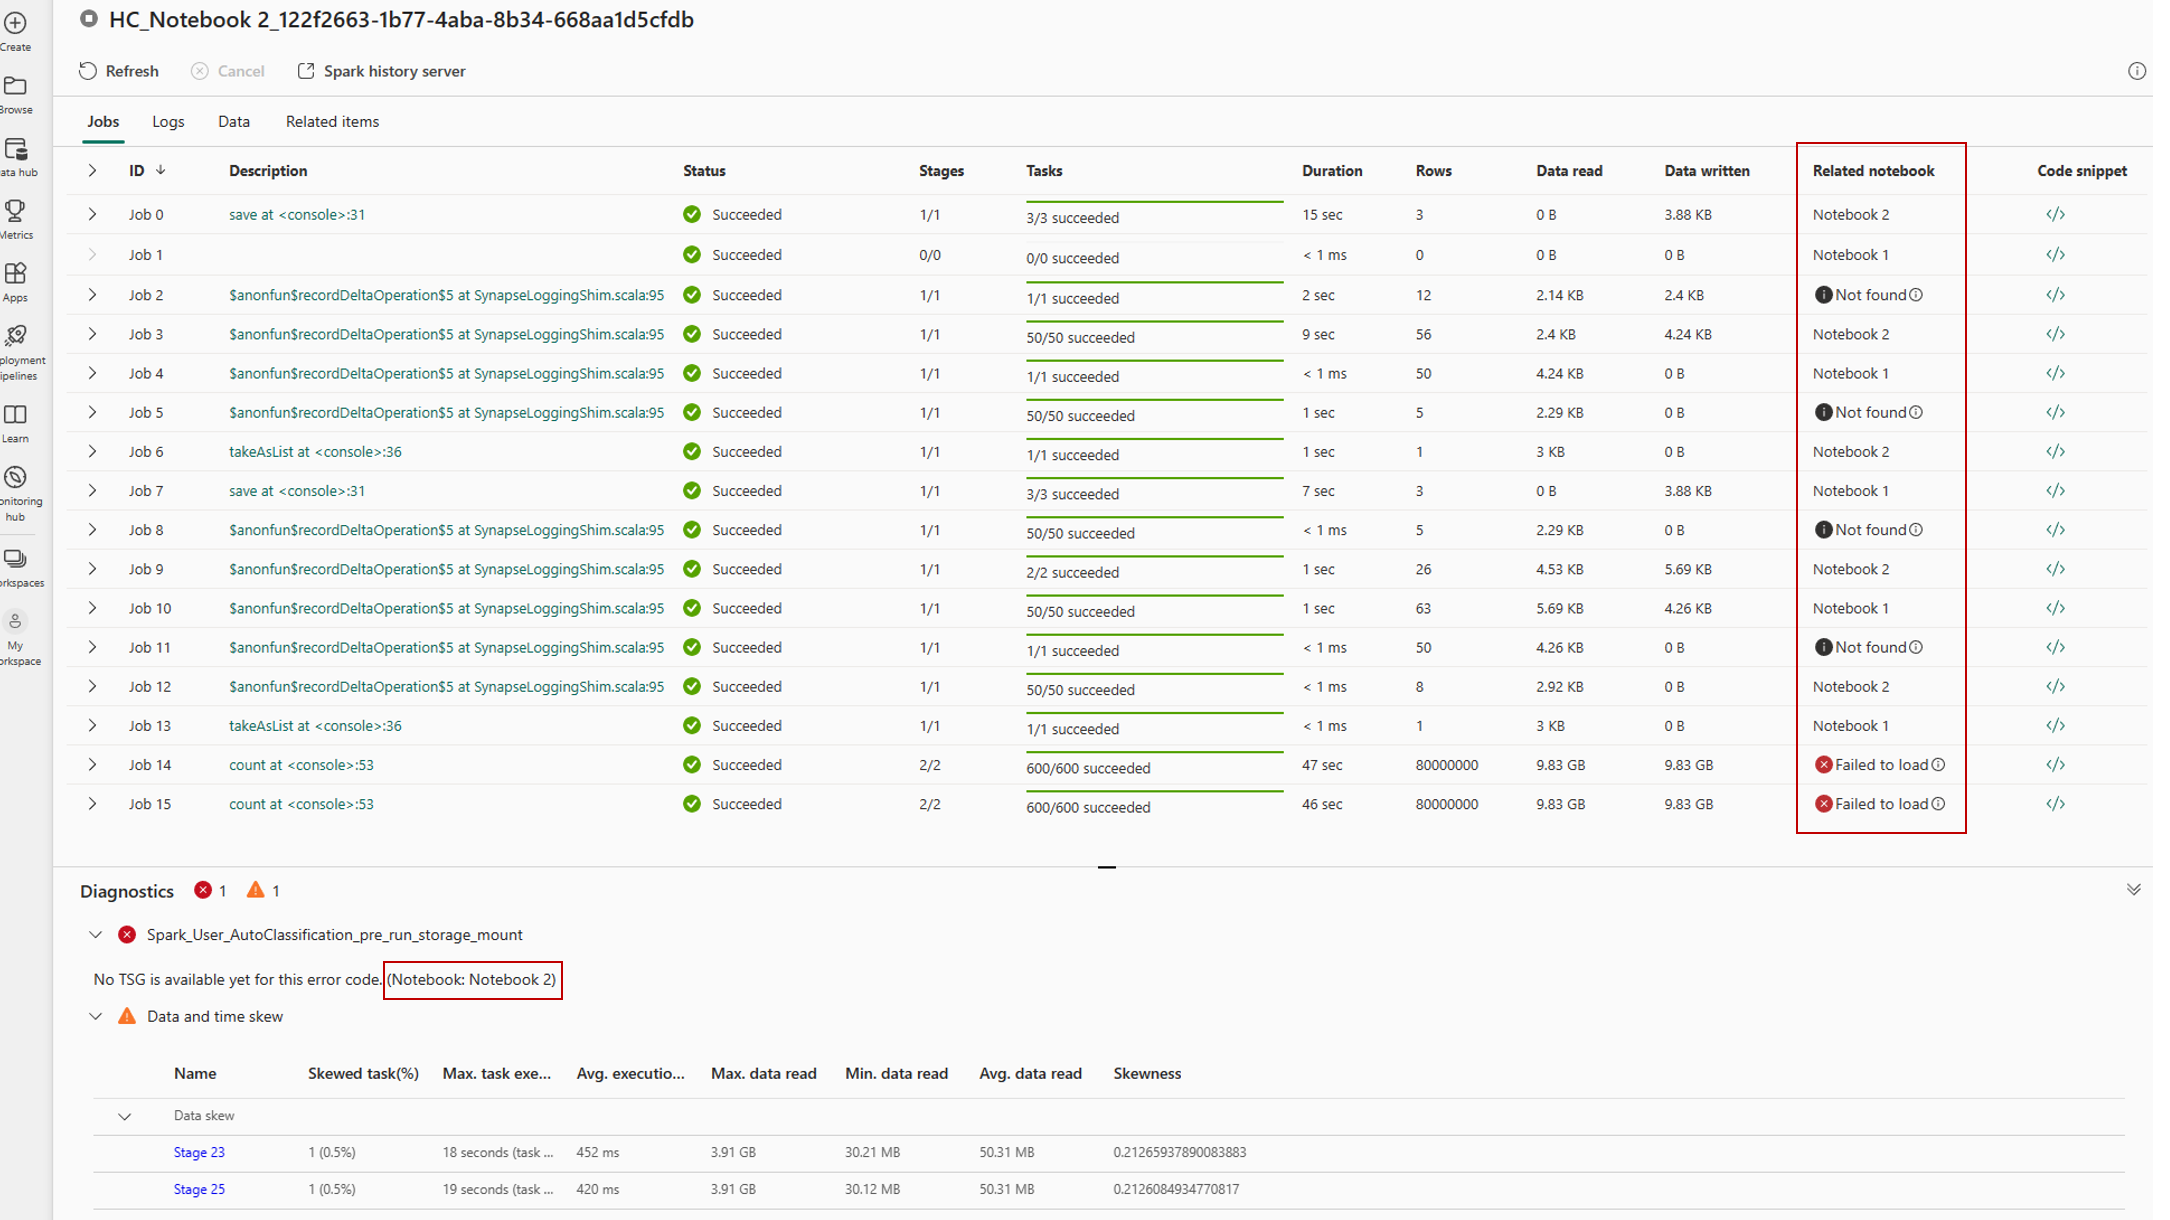 HC_Notebook 2_122f2663-1b77-4aba-8b34-668aa1d5cfdb
Refresh Cancel Spark history server
Create
Browse
ata hub
Metrics
Apps
ployment
ipelines
Learn
onitoring
hub
orkspaces
My
orkspace
Jobs Logs Data Related items
ID Description Status Stages Tasks Duration Rows Data read Data written Related notebook Code snippet
Job 0 save at <console>:31 Succeeded 1/1 3/3 succeeded 15 sec 3 0 B 3.88 KB Notebook 2 </>
Job 1 Succeeded 0/0 0/0 succeeded < 1 ms 0 0 B 0 B Notebook 1 </>
Job 2 $anonfun$recordDeltaOperation$5 at SynapseLoggingShim.scala:95 Succeeded 1/1 1/1 succeeded 2 sec 12 2.14 KB 2.4 KB Not found </>
Job 3 $anonfun$recordDeltaOperation$5 at SynapseLoggingShim.scala:95 Succeeded 1/1 50/50 succeeded 9 sec 56 2.4 KB 4.24 KB Notebook 2 </>
Job 4 $anonfun$recordDeltaOperation$5 at SynapseLoggingShim.scala:95 Succeeded 1/1 1/1 succeeded < 1 ms 50 4.24 KB 0 B Notebook 1 </>
Job 5 $anonfun$recordDeltaOperation$5 at SynapseLoggingShim.scala:95 Succeeded 1/1 50/50 succeeded 1 sec 5 2.29 KB 0 B Not found </>
Job 6 takeAsList at <console>:36 Succeeded 1/1 1/1 succeeded 1 sec 1 3 KB 0 B Notebook 2 </>
Job 7 save at <console>:31 Succeeded 1/1 3/3 succeeded 7 sec 3 0 B 3.88 KB Notebook 1 </>
Job 8 $anonfun$recordDeltaOperation$5 at SynapseLoggingShim.scala:95 Succeeded 1/1 50/50 succeeded < 1 ms 5 2.29 KB 0 B Not found </>
Job 9 $anonfun$recordDeltaOperation$5 at SynapseLoggingShim.scala:95 Succeeded 1/1 2/2 succeeded 1 sec 26 4.53 KB 5.69 KB Notebook 2 </>
Job 10 $anonfun$recordDeltaOperation$5 at SynapseLoggingShim.scala:95 Succeeded 1/1 50/50 succeeded 1 sec 63 5.69 KB 4.26 KB Notebook 1 </>
Job 11 $anonfun$recordDeltaOperation$5 at SynapseLoggingShim.scala:95 Succeeded 1/1 1/1 succeeded < 1 ms 50 4.26 KB 0 B Not found </>
Job 12 $anonfun$recordDeltaOperation$5 at SynapseLoggingShim.scala:95 Succeeded 1/1 50/50 succeeded < 1 ms 8 2.92 KB 0 B Notebook 2 </>
Job 13 takeAsList at <console>:36 Succeeded 1/1 1/1 succeeded < 1 ms 1 3 KB 0 B Notebook 1 </>
Job 14 count at <console>:53 Succeeded 2/2 600/600 succeeded 47 sec 80000000 9.83 GB 9.83 GB Failed to load </>
Job 15 count at <console>:53 Succeeded 2/2 600/600 succeeded 46 sec 80000000 9.83 GB 9.83 GB Failed to load </>
Diagnostics 1 1
Spark_User_AutoClassification_pre_run_storage_mount
No TSG is available yet for this error code. (Notebook: Notebook 2)
Data and time skew
Name Skewed task(%) Max. task exe... Avg. executio... Max. data read Min. data read Avg. data read Skewness
Data skew
Stage 23 1 (0.5%) 18 seconds (task ... 452 ms 3.91 GB 30.21 MB 50.31 MB 0.21265937890083883
Stage 25 1 (0.5%) 19 seconds (task ... 420 ms 3.91 GB 30.12 MB 50.31 MB 0.2126084934770817